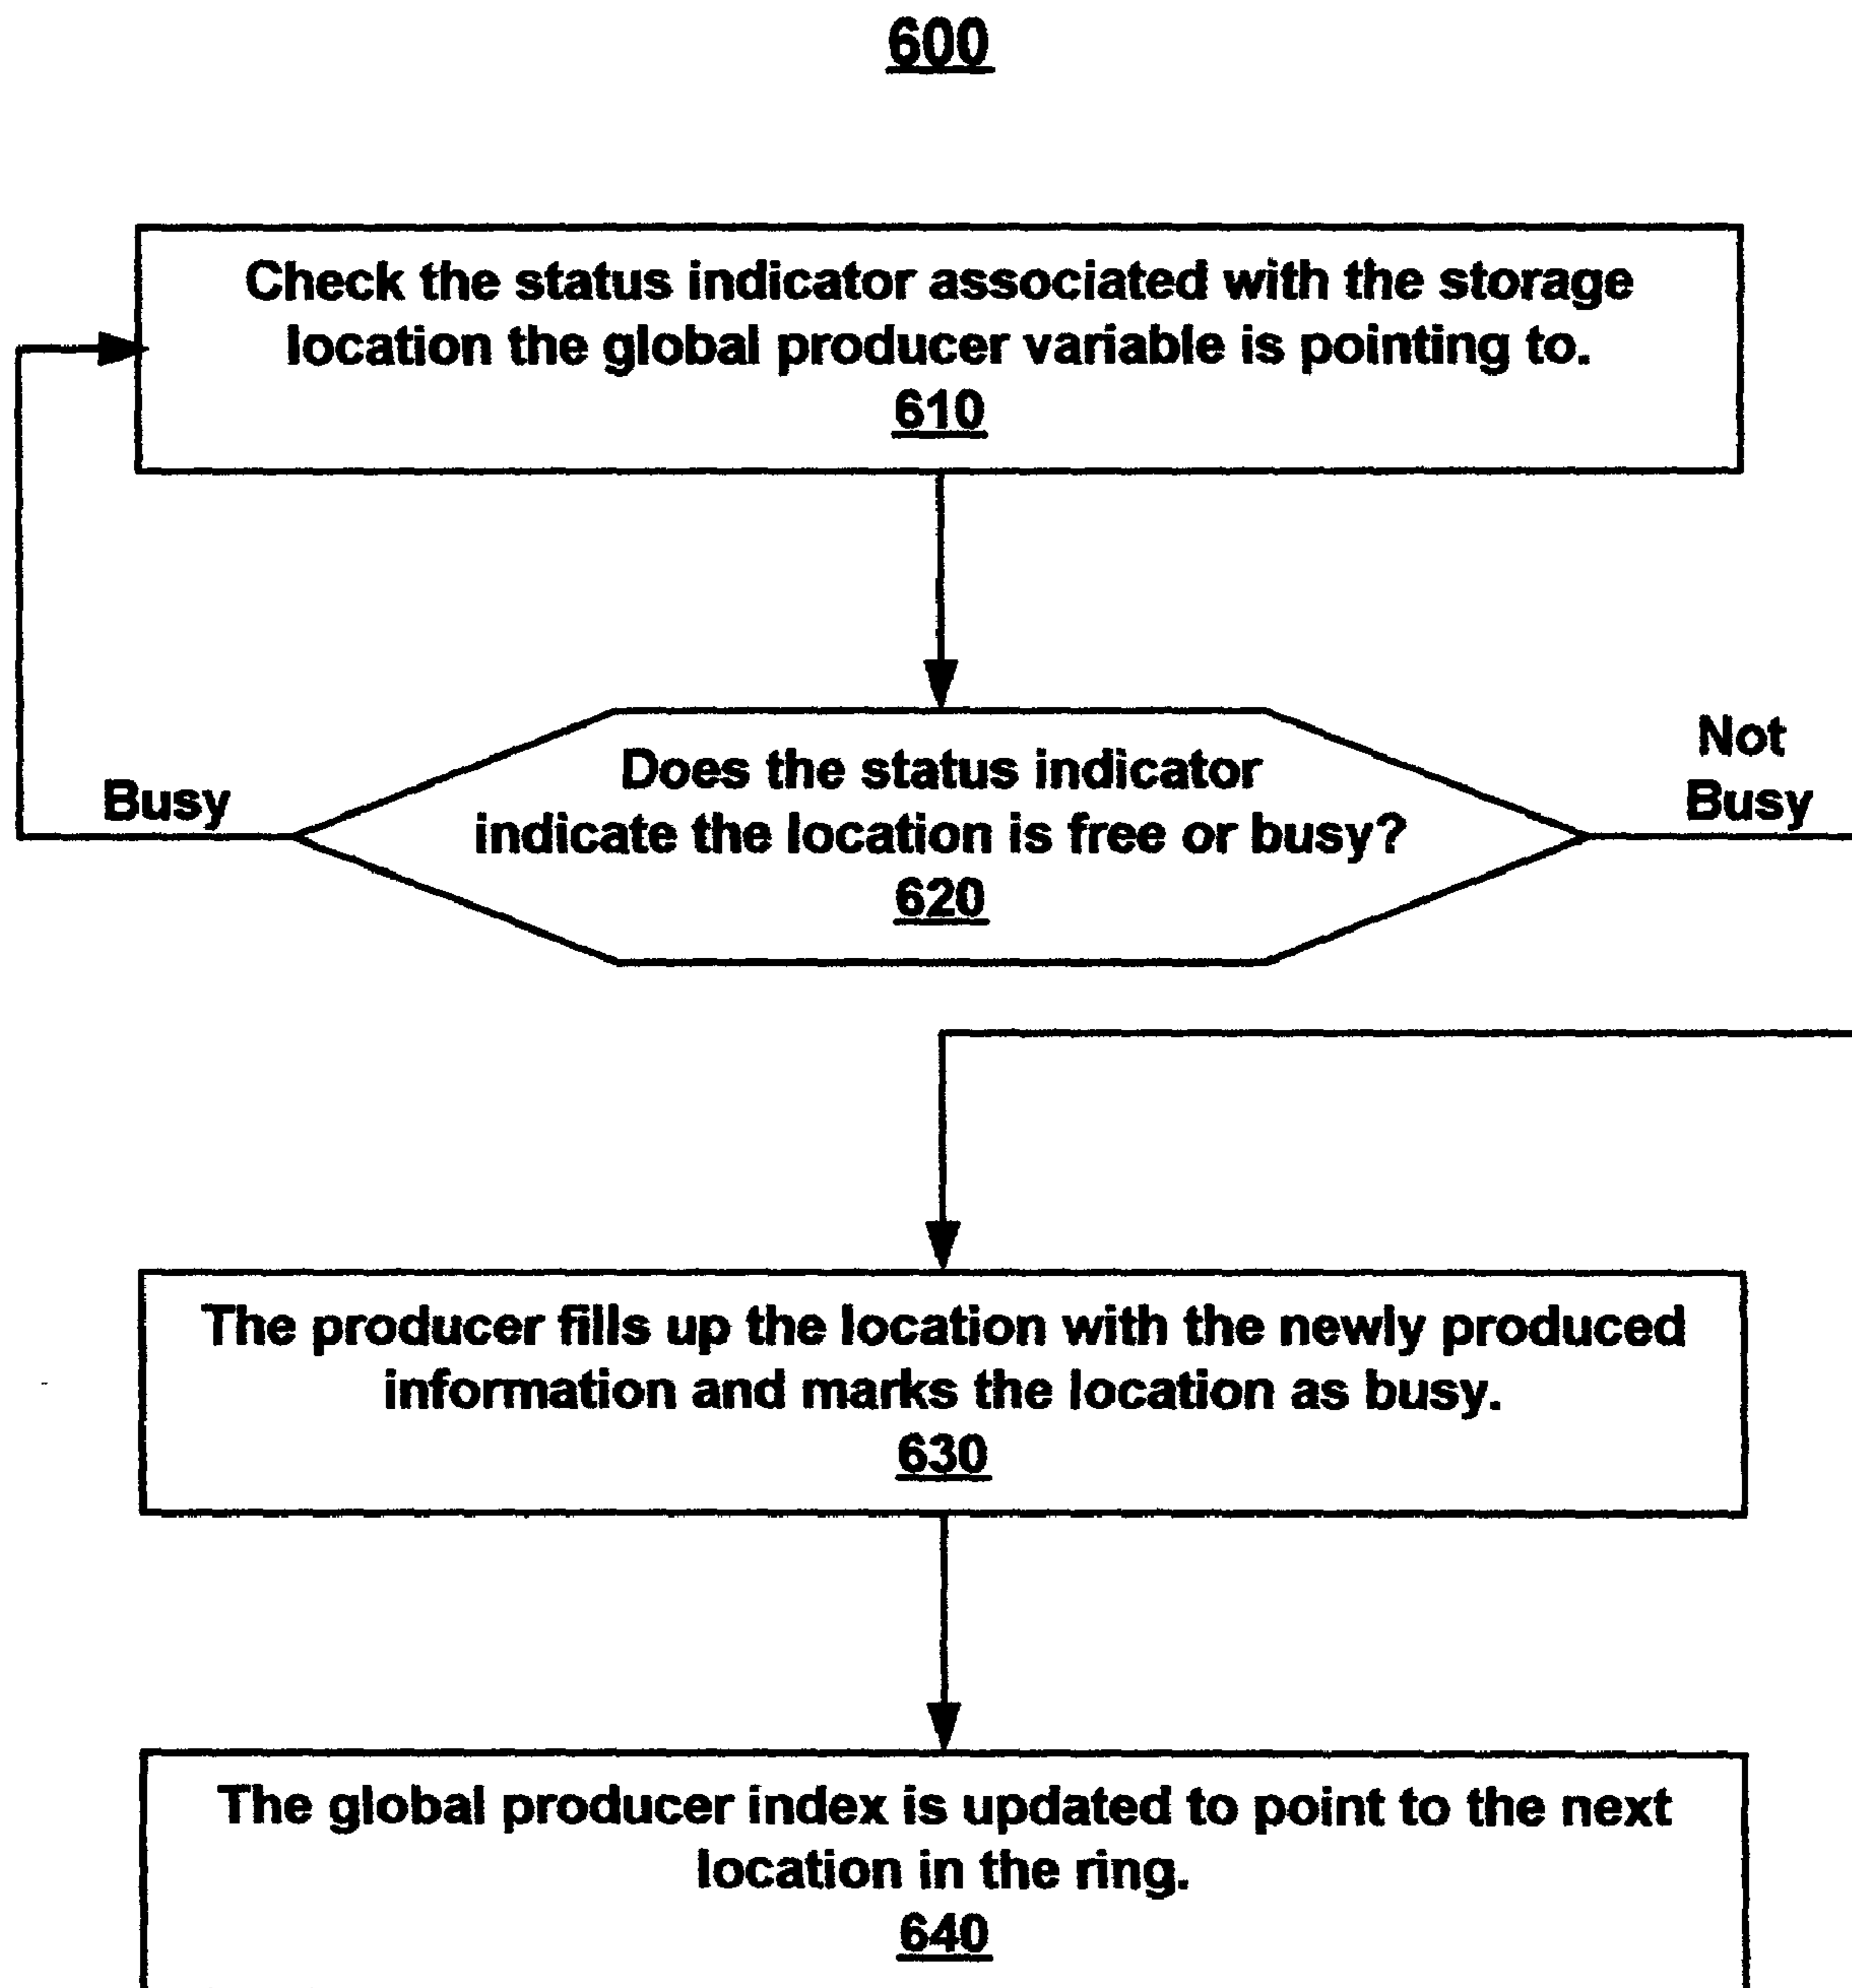 600
Check the status indicator associated with the storage
location the global producer variable is pointing to.
610
Does the status indicator
indicate the location is free or busy?
620
Busy
Not
Busy
The producer fills up the location with the newly produced
information and marks the location as busy.
630
The global producer index is updated to point to the next
location in the ring.
640